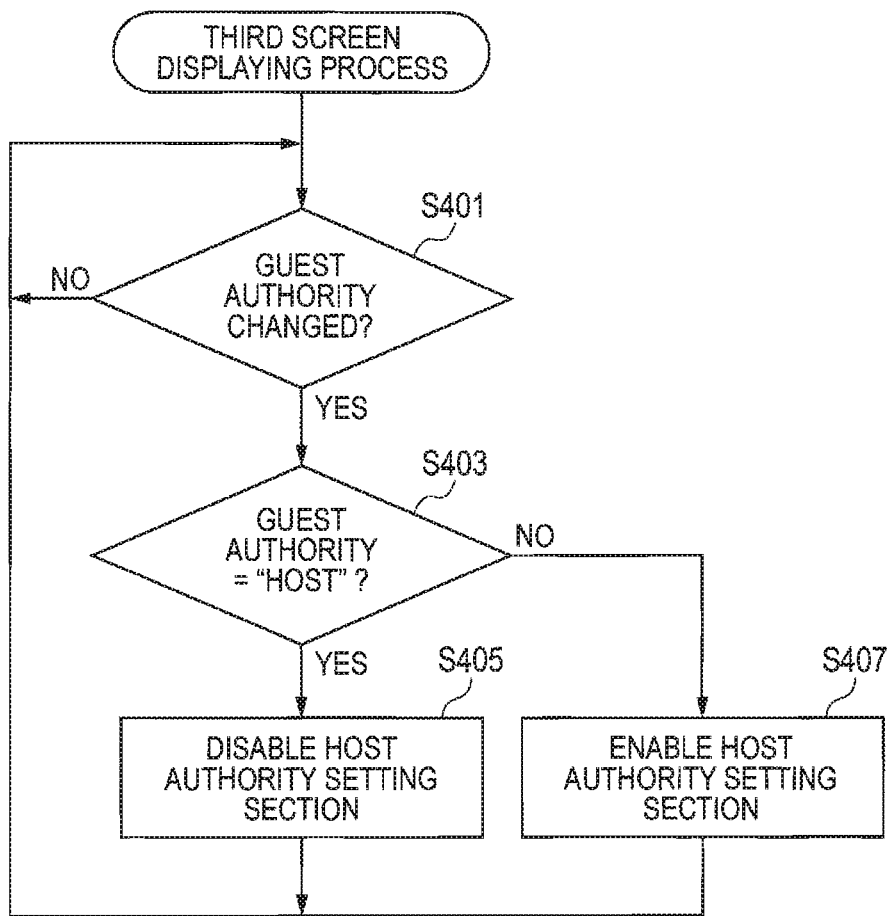 THIRD SCREEN
DISPLAYING PROCESS
S401
GUEST
AUTHORITY
CHANGED?
NO
YES
S403
GUEST
AUTHORITY
= "HOST" ?
NO
YES
S405
S407
DISABLE HOST
AUTHORITY SETTING
SECTION
ENABLE HOST
AUTHORITY SETTING
SECTION